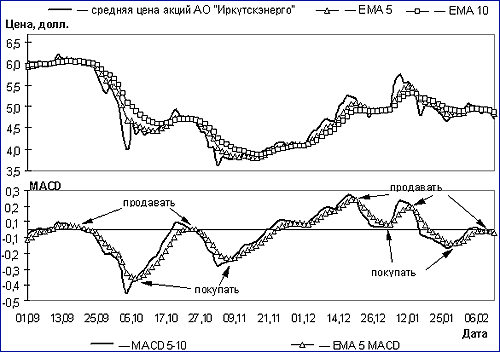 средняя цена акций АО "Иркутскэнерго" EMA 5 EMA 10
Цена, долл.
6,5
6,0
5,5
5,0
4,5
4,0
3,5
MACD
0,3
0,2
0,1
0,1
-0,1
-0,2
-0,3
-0,4
-0,5
продавать
продавать
покупать
покупать
Дата
01,09 13,09 25,09 05,10 17,10 27,10 09,11 21,11 01,12 14,12 27,12 12,01 25,01 06,02
MACD 5-10 EMA 5 MACD